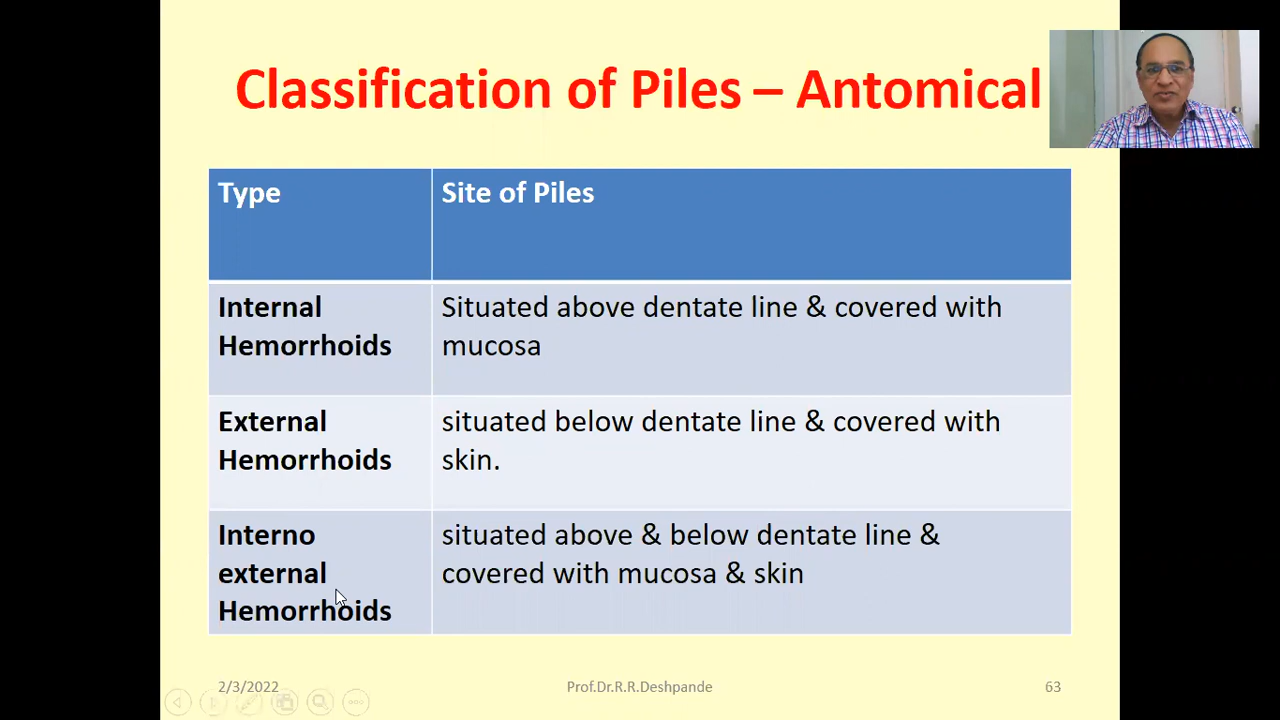 Classification of Piles – Antomical
Type
Site of Piles
Internal
Hemorrhoids
Situated above dentate line & covered with
mucosa
External
Hemorrhoids
situated below dentate line & covered with
skin.
Interno
external
Hemorrhoids
situated above & below dentate line &
covered with mucosa & skin
2/3/2022
Prof.Dr.R.R.Deshpande
63